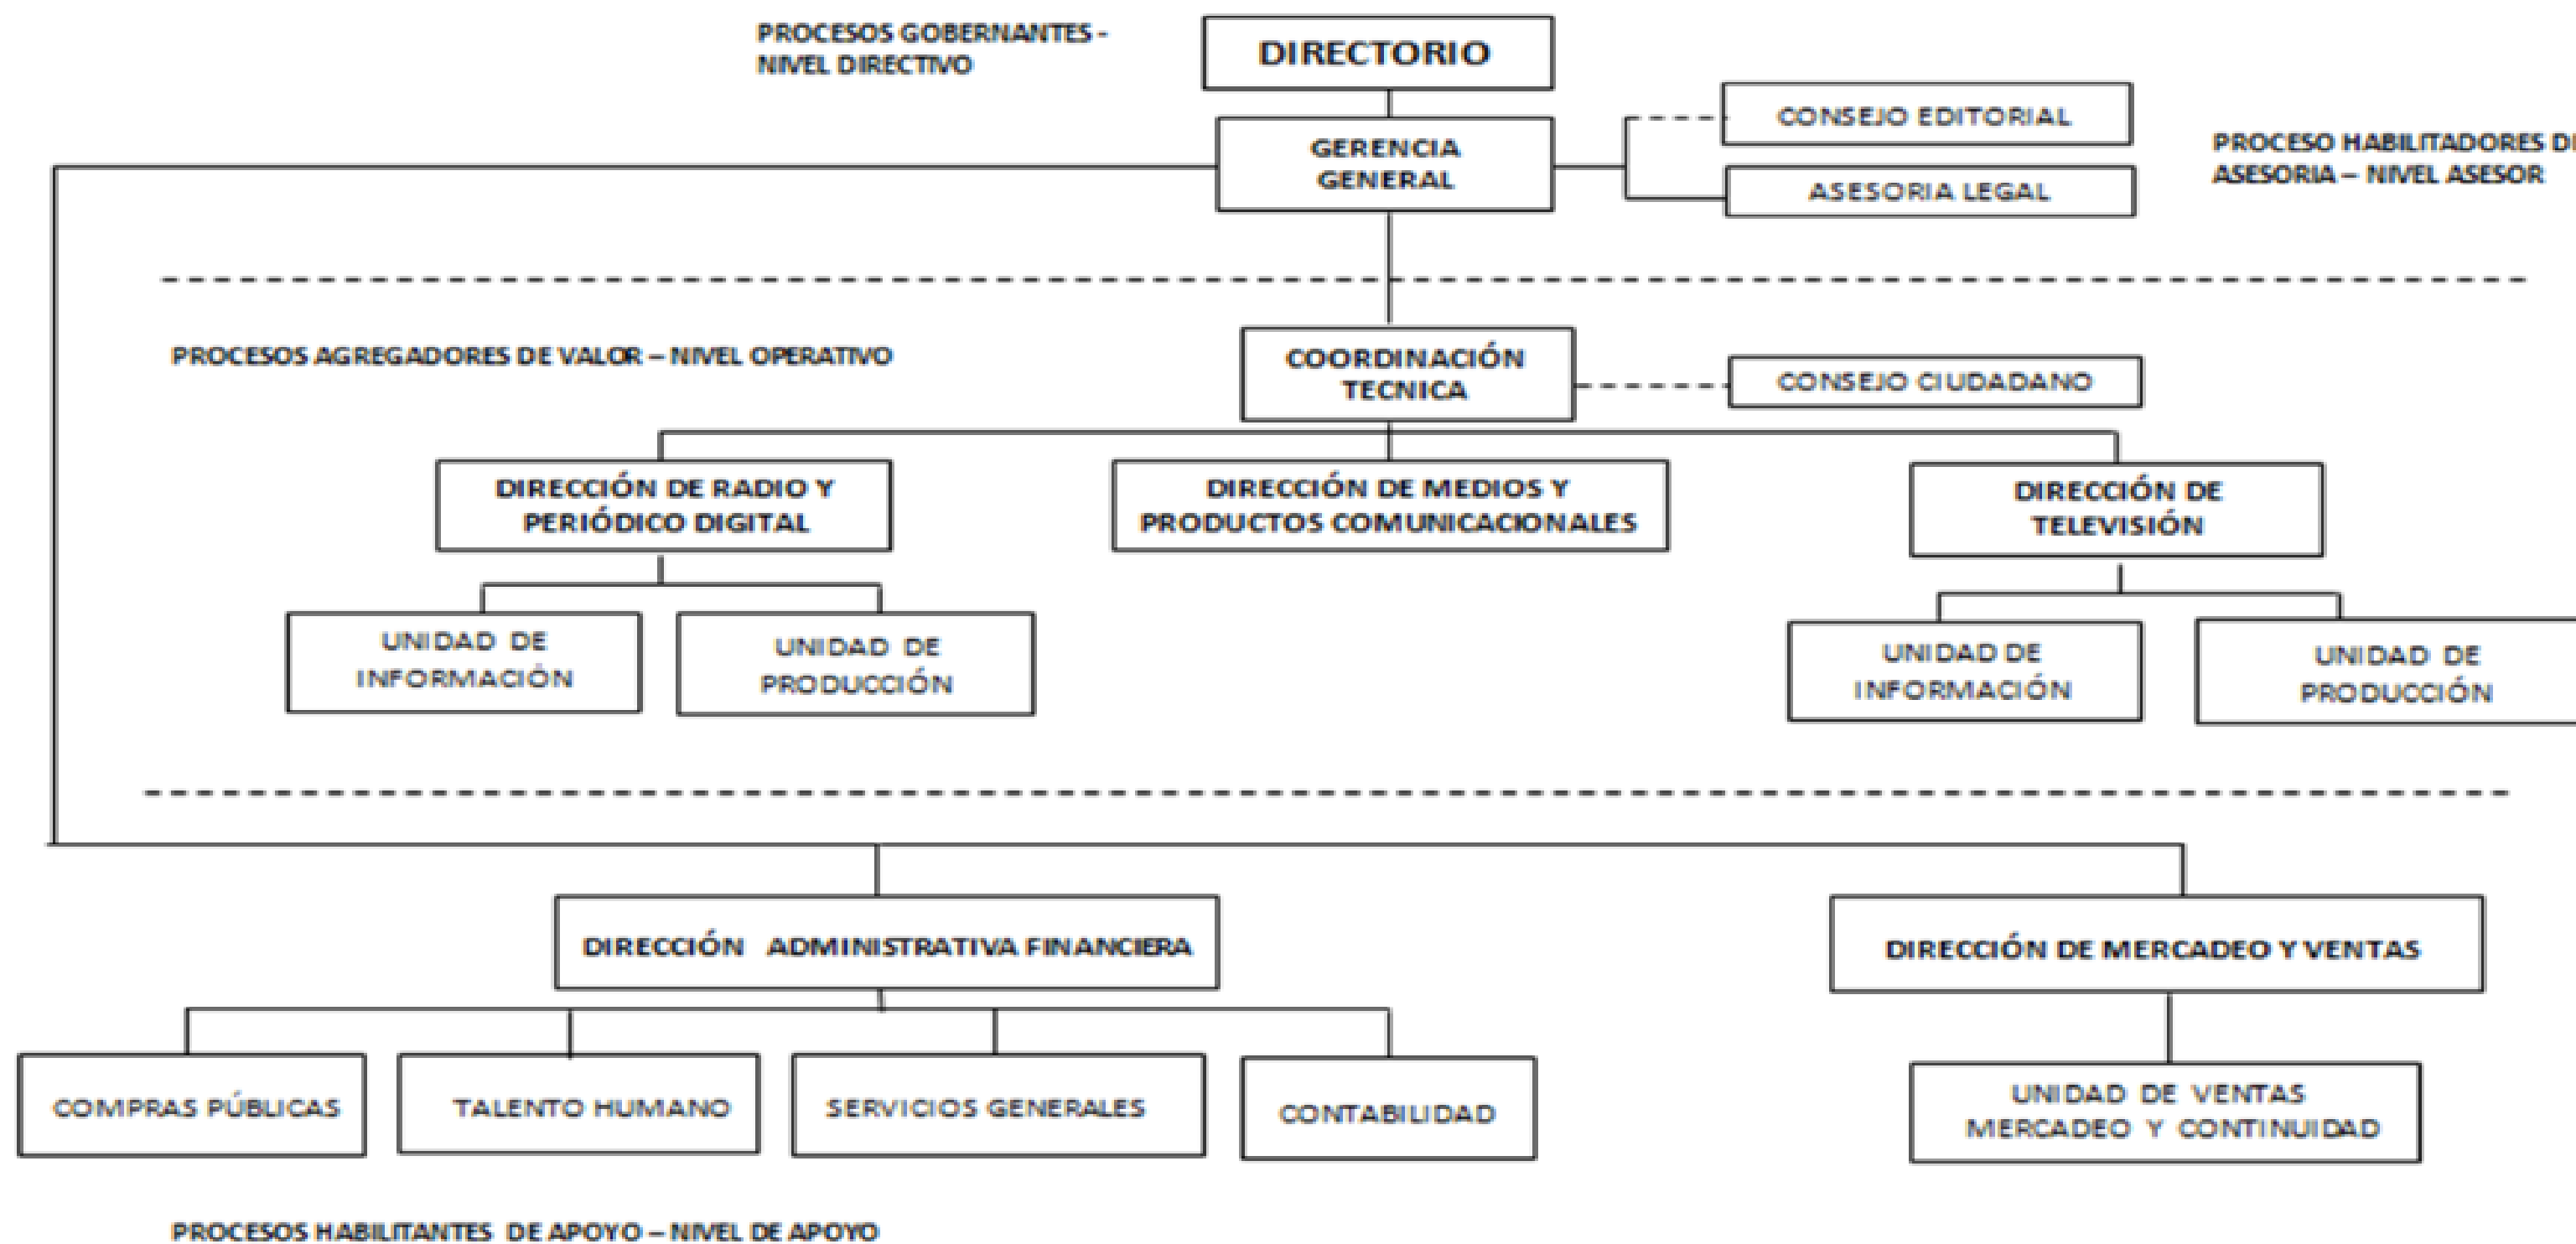 PROCESOS GOBERNANTES -
NIVEL DIRECTIVO
DIRECTORIO
GERENCIA
GENERAL
CONSEJO EDITORIAL
ASESORIA LEGAL
PROCESO HABILITADORES D
ASESORIA – NIVEL ASESOR
PROCESOS AGREGADORES DE VALOR – NIVEL OPERATIVO
COORDINACIÓN
TECNICA
CONSEJO CIUDADANO
DIRECCIÓN DE RADIO Y
PERIÓDICO DIGITAL
DIRECCIÓN DE MEDIOS Y
PRODUCTOS COMUNICACIONALES
DIRECCIÓN DE
TELEVISIÓN
UNIDAD DE
INFORMACIÓN
UNIDAD DE
PRODUCCIÓN
UNIDAD DE
INFORMACIÓN
UNIDAD DE
PRODUCCIÓN
DIRECCIÓN ADMINISTRATIVA FINANCIERA
DIRECCIÓN DE MERCADEO Y VENTAS
COMPRAS PÚBLICAS
TALENTO HUMANO
SERVICIOS GENERALES
CONTABILIDAD
UNIDAD DE VENTAS
MERCADEO Y CONTINUIDAD
PROCESOS HABILITANTES DE APOYO – NIVEL DE APOYO